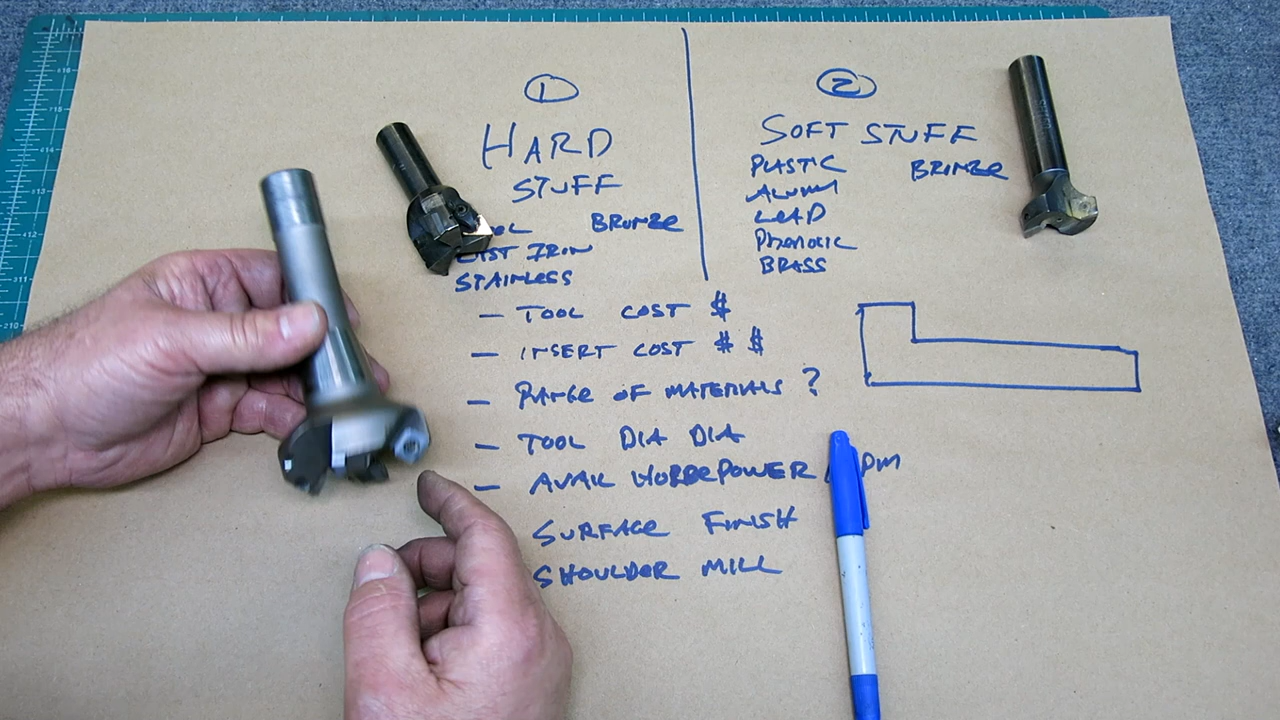 1
HARD
STUFF
BRONZE
CAST IRON
STAINLESS
2
SOFT STUFF
PLASTIC BRONZE
ALUM
LEAD
PHENOLIC
BRASS
- TOOL COST $
- INSERT COST $ $
- RANGE OF MATERIALS ?
- TOOL DIA DIA
- AVAIL HORSEPOWER
SURFACE FINISH
SHOULDER MILL